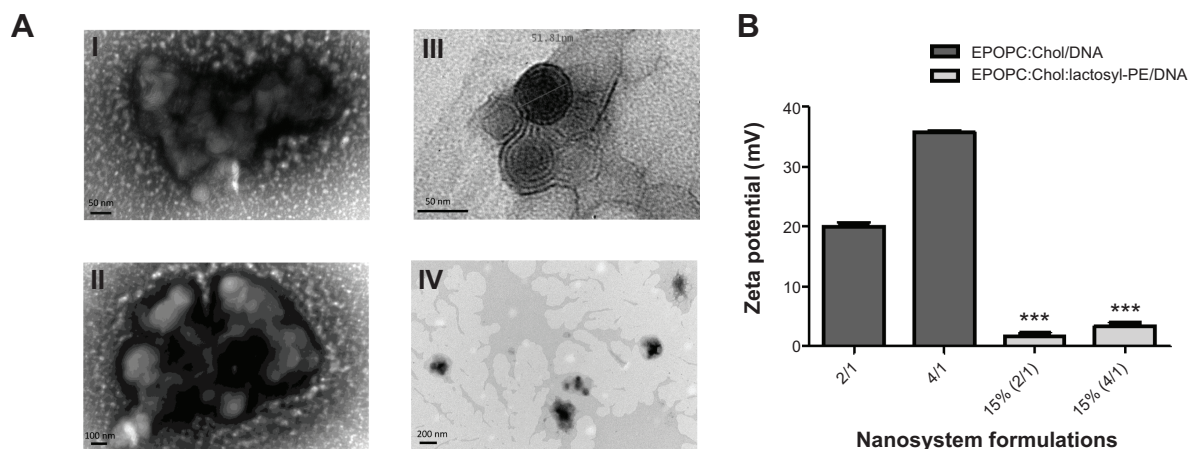 A
I
50 nm
II
100 nm
III
51.81nm
50 nm
IV
200 nm
B
EPOPC:Chol/DNA
EPOPC:Chol:lactosyl-PE/DNA
Zeta potential (mV)
40
30
20
10
0
***
***
2/1
4/1
15% (2/1)
15% (4/1)
Nanosystem formulations